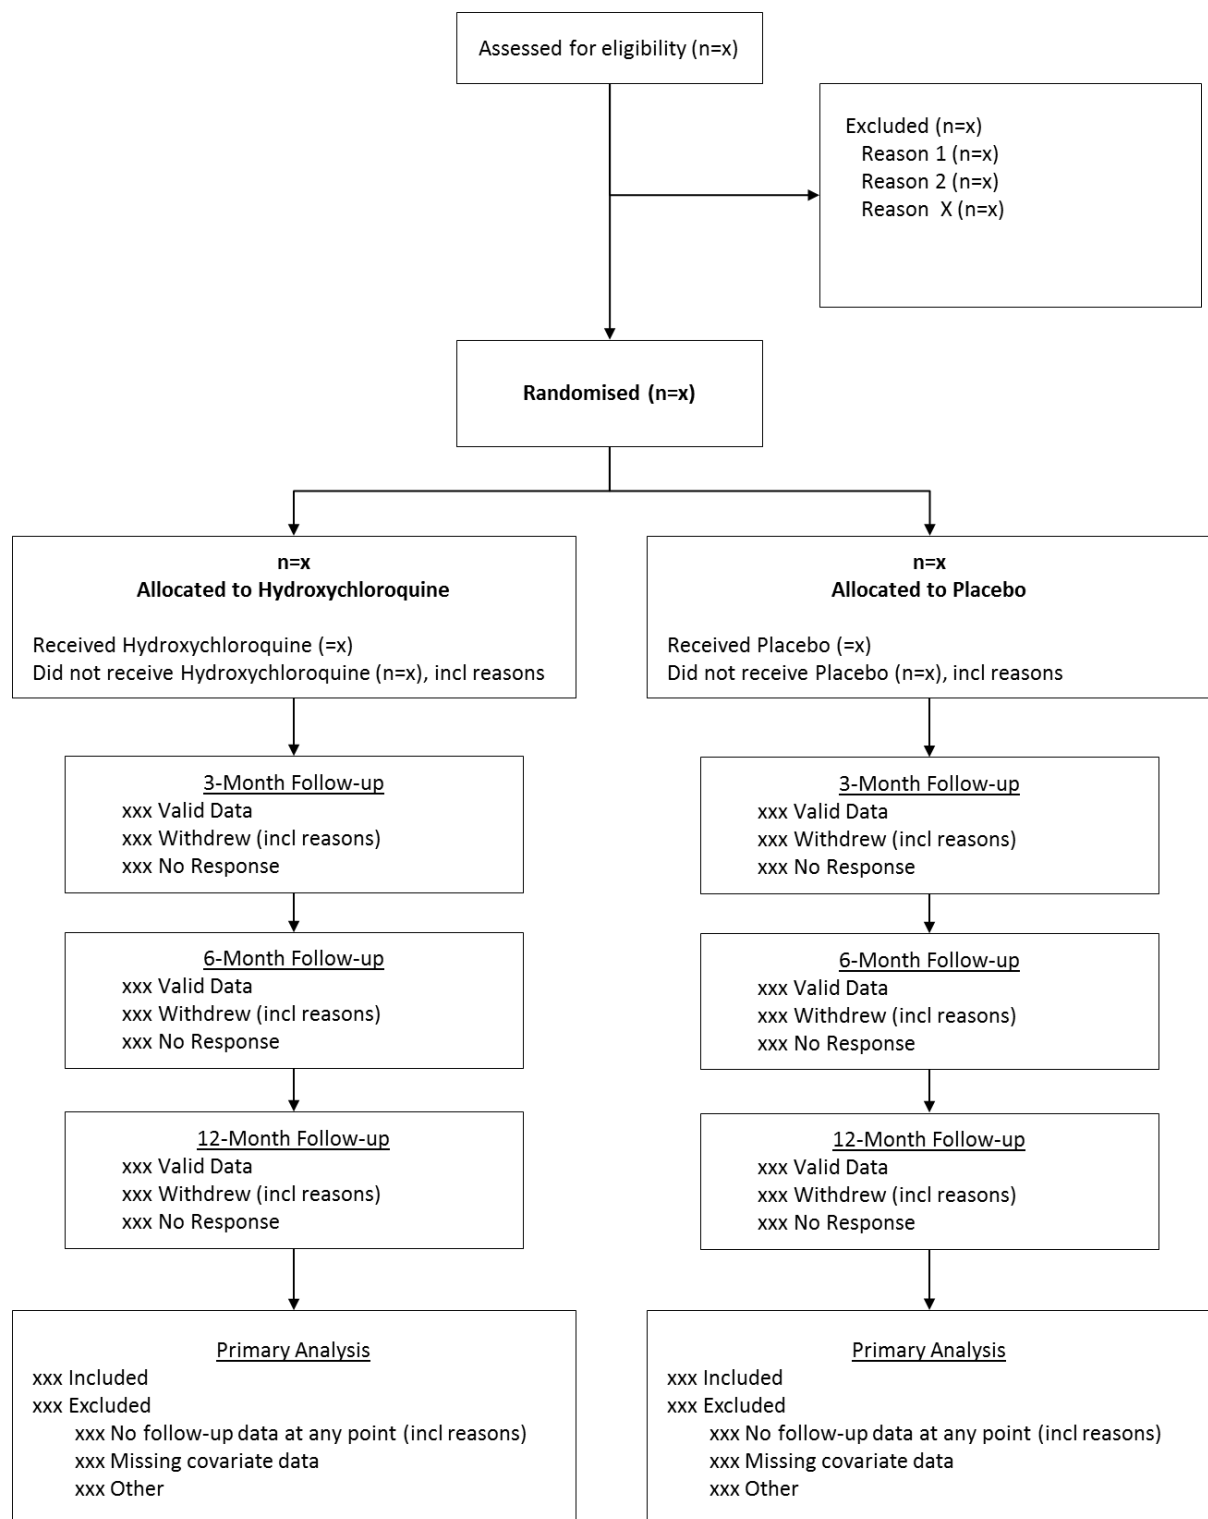 Assessed for eligibility (n=x)
Excluded (n=x)
Reason 1 (n=x)
Reason 2 (n=x)
Reason  X (n=x)
Randomised (n=x)
n=x
Allocated to Hydroxychloroquine
Received Hydroxychloroquine (=x)
Did not receive Hydroxychloroquine (n=x), incl reasons
n=x
Allocated to Placebo
Received Placebo (=x)
Did not receive Placebo (n=x), incl reasons
3-Month Follow-up
xxx Valid Data
xxx Withdrew (incl reasons)
xxx No Response
3-Month Follow-up
xxx Valid Data
xxx Withdrew (incl reasons)
xxx No Response
6-Month Follow-up
xxx Valid Data
xxx Withdrew (incl reasons)
xxx No Response
6-Month Follow-up
xxx Valid Data
xxx Withdrew (incl reasons)
xxx No Response
12-Month Follow-up
xxx Valid Data
xxx Withdrew (incl reasons)
xxx No Response
12-Month Follow-up
xxx Valid Data
xxx Withdrew (incl reasons)
xxx No Response
Primary Analysis
xxx Included
xxx Excluded
xxx No follow-up data at any point (incl reasons)
xxx Missing covariate data
xxx Other
Primary Analysis
xxx Included
xxx Excluded
xxx No follow-up data at any point (incl reasons)
xxx Missing covariate data
xxx Other